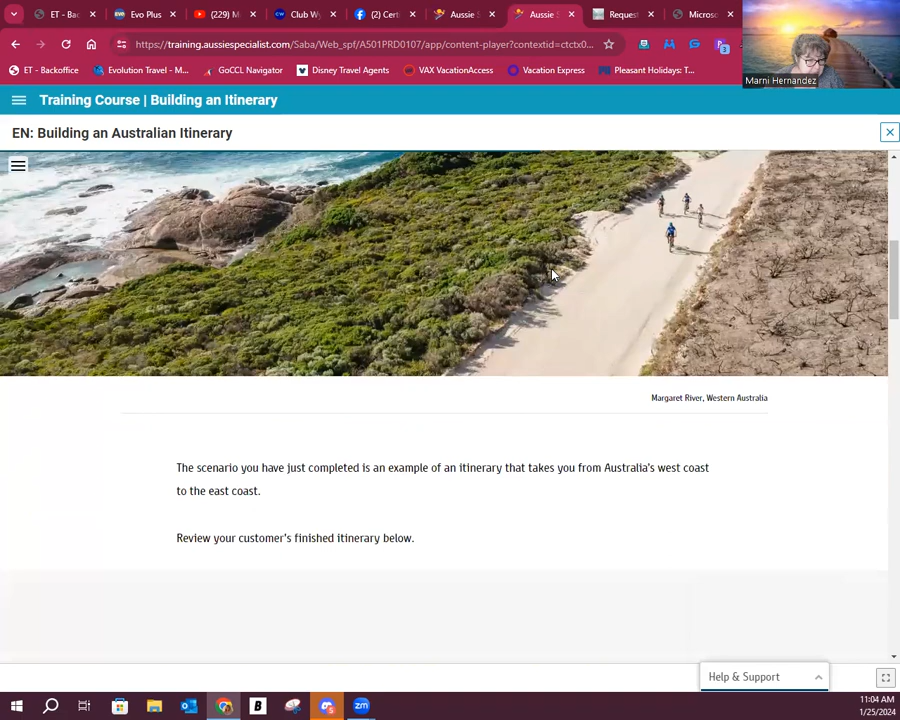 ET - Bac
Evo Plus
(229) M
Club W
(2) Cert
Aussie S
Aussie S
Request
Microso
https://training.aussiespecialist.com/Saba/Web_spf/A501PRD0107/app/content-player?contextid=ctctx0...
3
ET - Backoffice
Evolution Travel - M...
GoCCL Navigator
Disney Travel Agents
VAX VacationAccess
Vacation Express
Pleasant Holidays: T...
Marni Hernandez
Training Course | Building an Itinerary
EN: Building an Australian Itinerary
Margaret River, Western Australia
The scenario you have just completed is an example of an itinerary that takes you from Australia's west coast
to the east coast.
Review your customer's finished itinerary below.
Help & Support
11:04 AM
1/25/2024